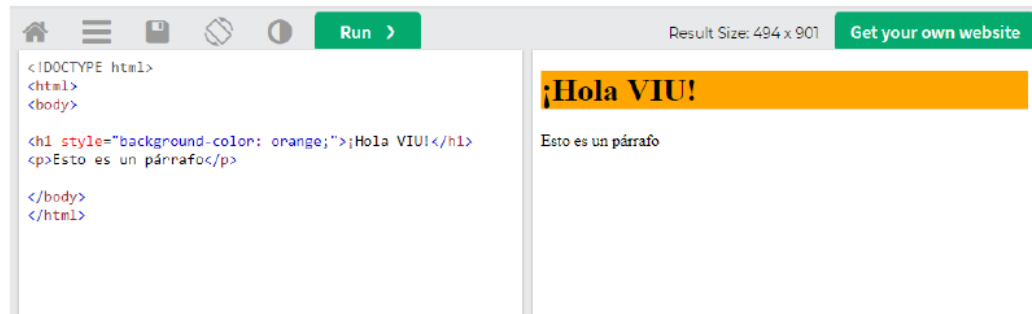 Run ❯
Result Size: 494 x 901
Get your own website
<!DOCTYPE html>
<html>
<body>
<h1 style="background-color: orange;">¡Hola VIU!</h1>
<p>Esto es un párrafo</p>
</body>
</html>
¡Hola VIU!
Esto es un párrafo